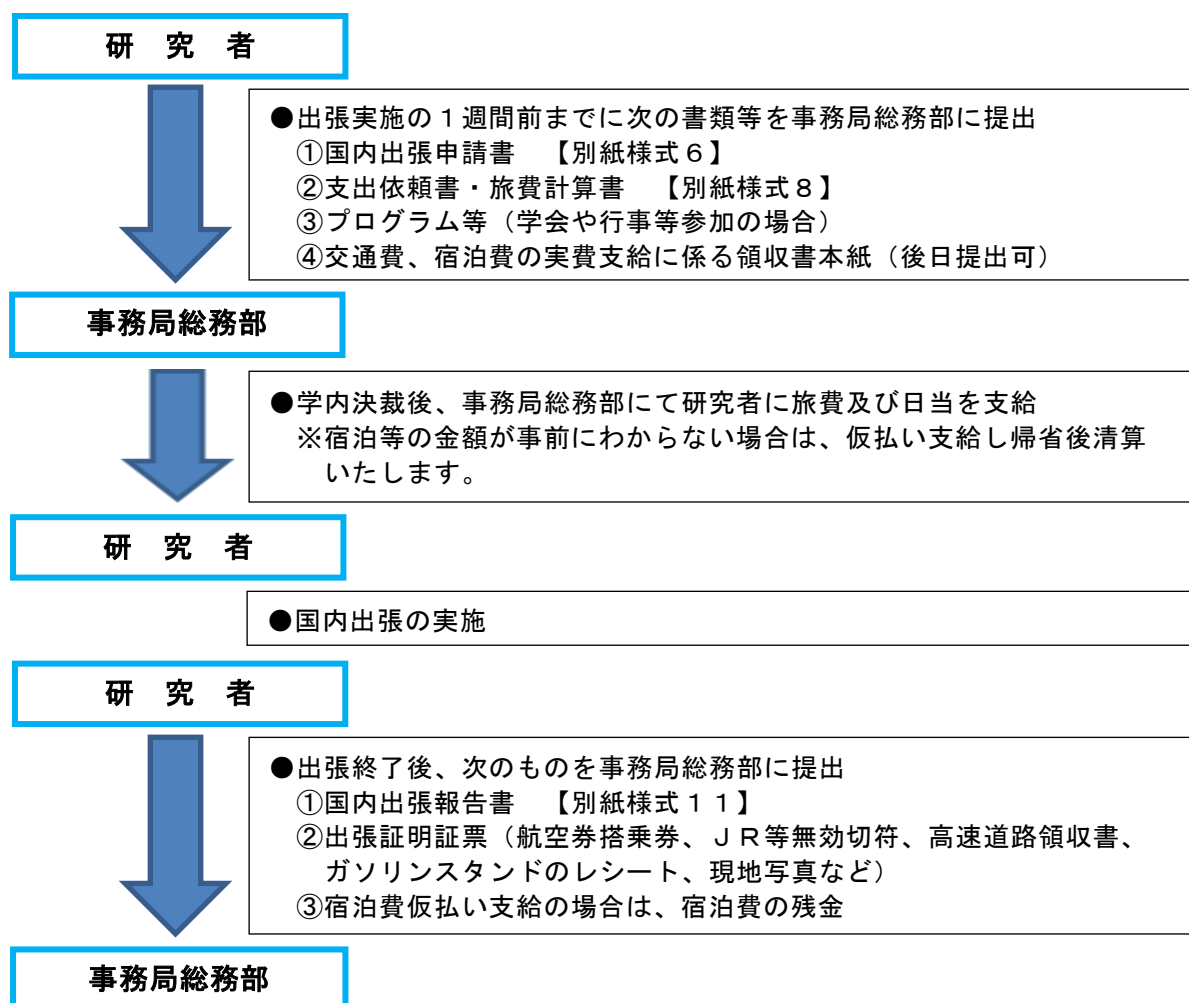 研　究　者
●出張実施の１週間前までに次の書類等を事務局総務部に提出
①国内出張申請書　【別紙様式６】
②支出依頼書・旅費計算書　【別紙様式８】
③プログラム等（学会や行事等参加の場合）
④交通費、宿泊費の実費支給に係る領収書本紙（後日提出可）
事務局総務部
●学内決裁後、事務局総務部にて研究者に旅費及び日当を支給
※宿泊等の金額が事前にわからない場合は、仮払い支給し帰省後清算
いたします。
研　究　者
●国内出張の実施
研　究　者
●出張終了後、次のものを事務局総務部に提出
①国内出張報告書　【別紙様式１１】
②出張証明証票（航空券搭乗券、ＪＲ等無効切符、高速道路領収書、
ガソリンスタンドのレシート、現地写真など）
③宿泊費仮払い支給の場合は、宿泊費の残金
事務局総務部